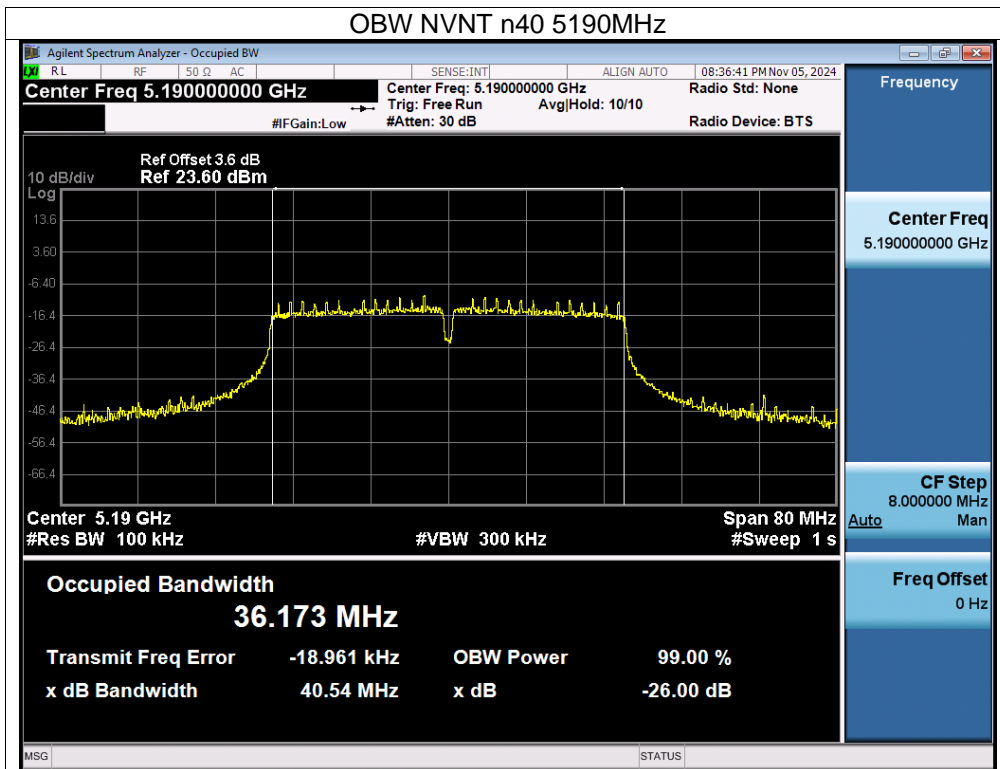 OBW NVNT n40 5190MHz
Agilent Spectrum Analyzer - Occupied BW
LXI RL RF 50 Ω AC SENSE:INT ALIGN AUTO 08:36:41 PM Nov 05, 2024
Center Freq 5.190000000 GHz
Center Freq: 5.190000000 GHz
Radio Std: None
Trig: Free Run Avg|Hold: 10/10
#IFGain:Low #Atten: 30 dB Radio Device: BTS
Ref Offset 3.6 dB
10 dB/div Ref 23.60 dBm
Log
13.6
3.60
-6.40
-16.4
-26.4
-36.4
-46.4
-56.4
-66.4
Center 5.19 GHz Span 80 MHz
#Res BW 100 kHz #VBW 300 kHz #Sweep 1 s
Occupied Bandwidth
36.173 MHz
Transmit Freq Error -18.961 kHz OBW Power 99.00 %
x dB Bandwidth 40.54 MHz x dB -26.00 dB
MSG STATUS
Frequency
Center Freq
5.190000000 GHz
CF Step
8.000000 MHz
Auto Man
Freq Offset
0 Hz